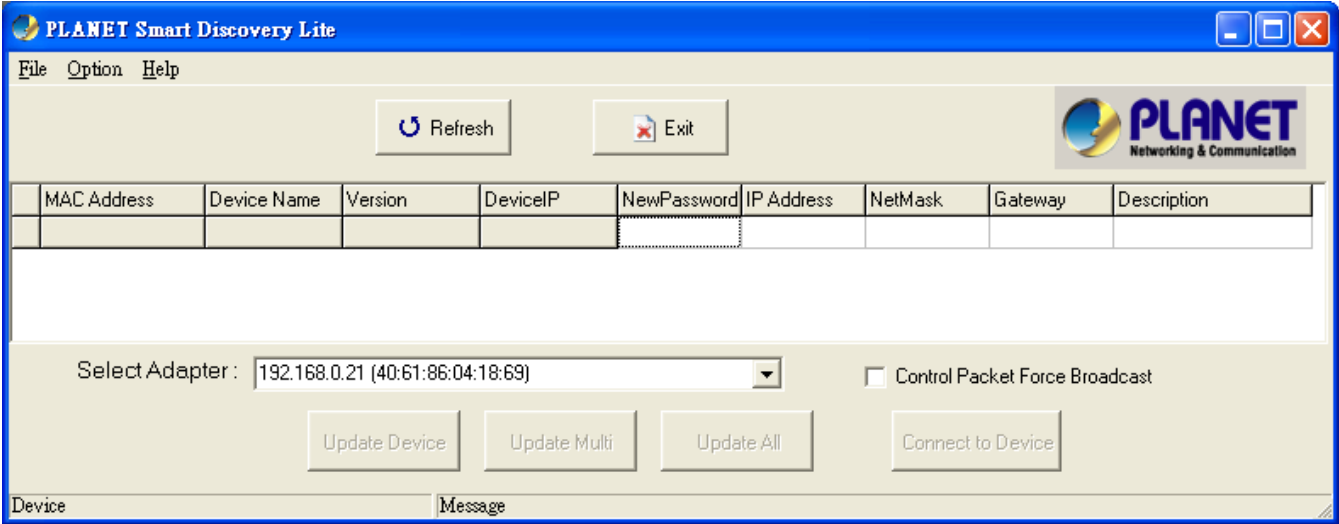 PLANET Smart Discovery Lite
File Option Help
Refresh Exit
PLANET
Networking & Communication
MAC Address Device Name Version DeviceIP NewPassword IP Address NetMask Gateway Description
Select Adapter : 192.168.0.21 (40:61:86:04:18:69) Control Packet Force Broadcast
Update Device Update Multi Update All Connect to Device
Device Message